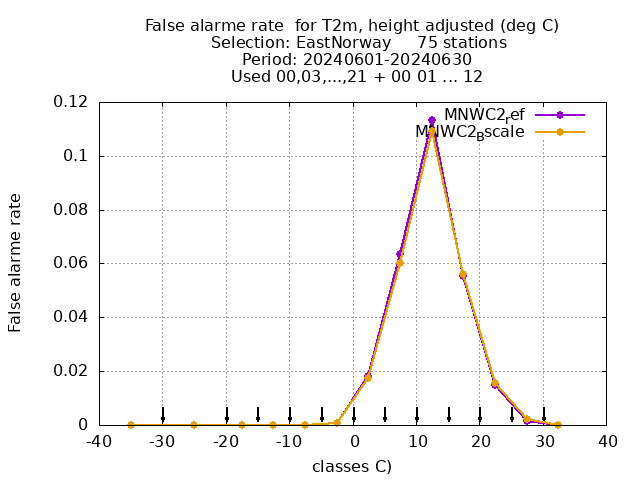 False alarme rate  for T2m, height adjusted (deg C)
Selection: EastNorway     75 stations
Period: 20240601-20240630
Used 00,03,...,21 + 00 01 ... 12
MNWC2ref
MNWC2Bscale
False alarme rate
0.12
0.1
0.08
0.06
0.04
0.02
0
-40 -30 -20 -10 0 10 20 30 40
classes C)